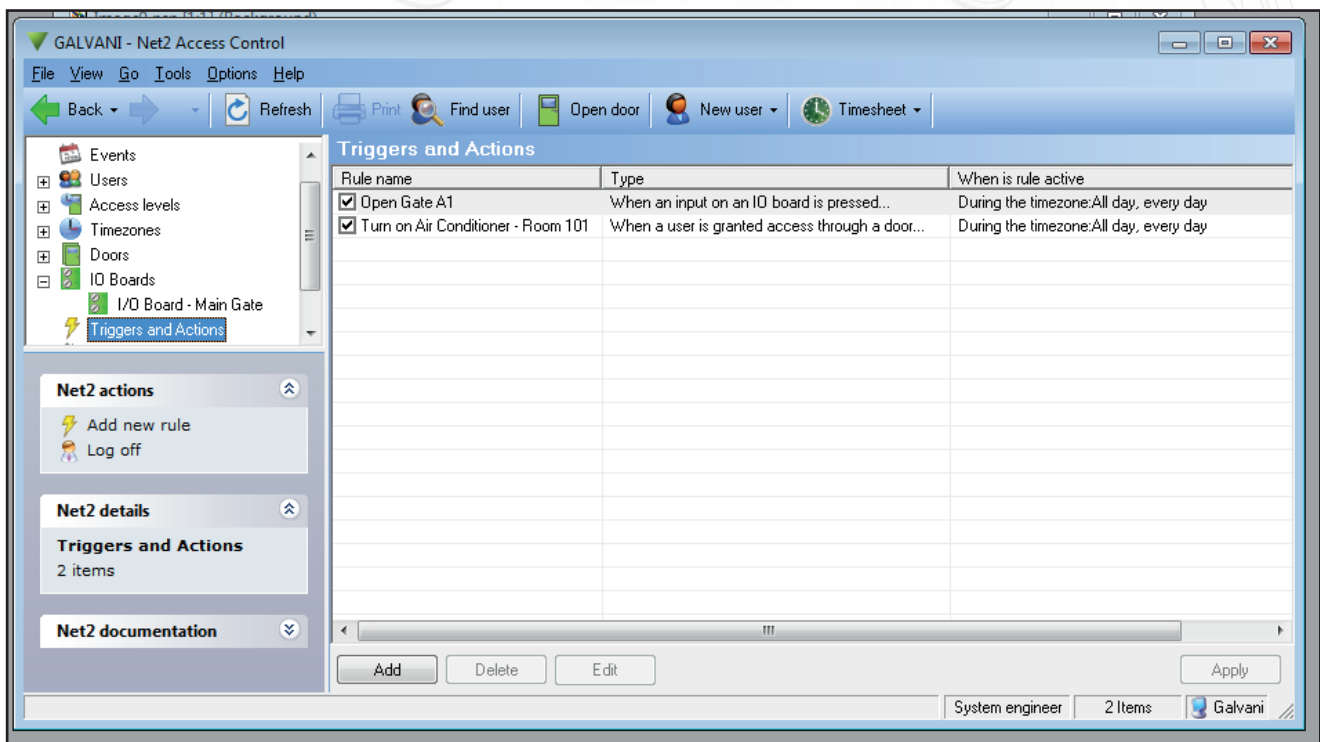 GALVANI - Net2 Access Control
File View Go Tools Options Help
Back Refresh Print Find user Open door New user Timesheet
Events
Users
Access levels
Timezones
Doors
IO Boards
I/O Board - Main Gate
Triggers and Actions
Net2 actions
Add new rule
Log off
Net2 details
Triggers and Actions
2 items
Net2 documentation
Triggers and Actions
Rule name Type When is rule active
Open Gate A1 When an input on an IO board is pressed... During the timezone:All day, every day
Turn on Air Conditioner - Room 101 When a user is granted access through a door... During the timezone:All day, every day
Add Delete Edit Apply
System engineer 2 Items Galvani